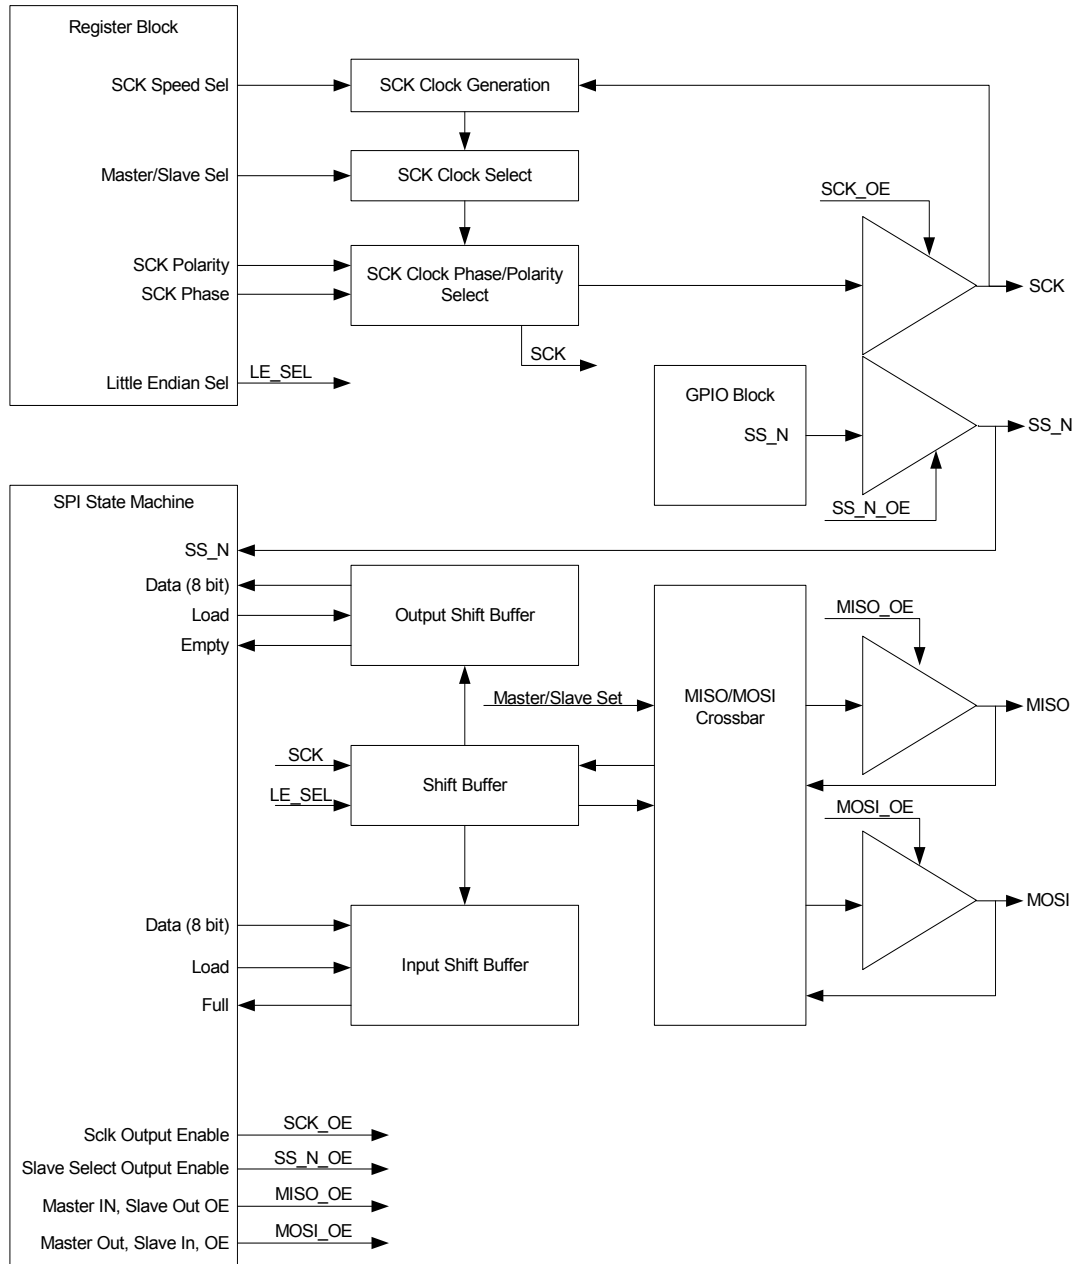 Register Block
SCK Speed Sel
SCK Clock Generation
Master/Slave Sel
SCK Clock Select
SCK_OE
SCK Polarity
SCK Phase
SCK Clock Phase/Polarity
Select
SCK
SCK
Little Endian Sel
LE_SEL
GPIO Block
SS_N
SS_N
SS_N_OE
SPI State Machine
SS_N
Data (8 bit)
Load
Empty
Output Shift Buffer
MISO_OE
Master/Slave Set
MISO/MOSI
Crossbar
MISO
SCK
LE_SEL
Shift Buffer
MOSI_OE
MOSI
Data (8 bit)
Load
Full
Input Shift Buffer
Sclk Output Enable
SCK_OE
Slave Select Output Enable
SS_N_OE
Master IN, Slave Out OE
MISO_OE
Master Out, Slave In, OE
MOSI_OE